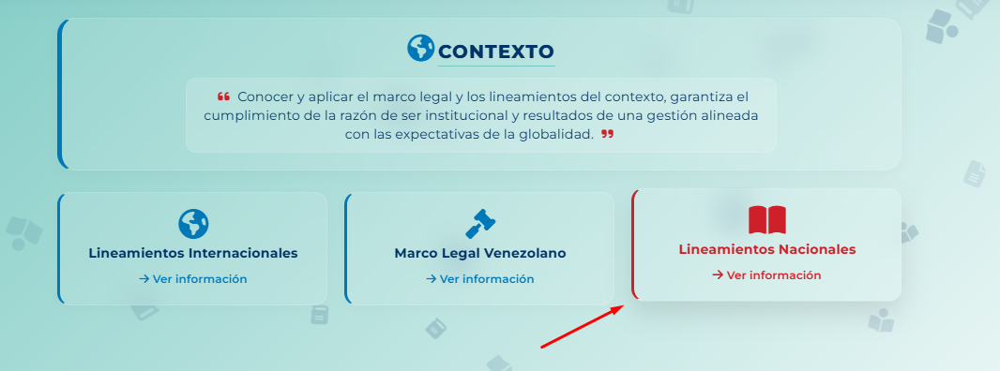 CONTEXTO
❝ Conocer y aplicar el marco legal y los lineamientos del contexto, garantiza el
cumplimiento de la razón de ser institucional y resultados de una gestión alineada
con las expectativas de la globalidad. ❞
Lineamientos Internacionales
→ Ver información
Marco Legal Venezolano
→ Ver información
Lineamientos Nacionales
→ Ver información